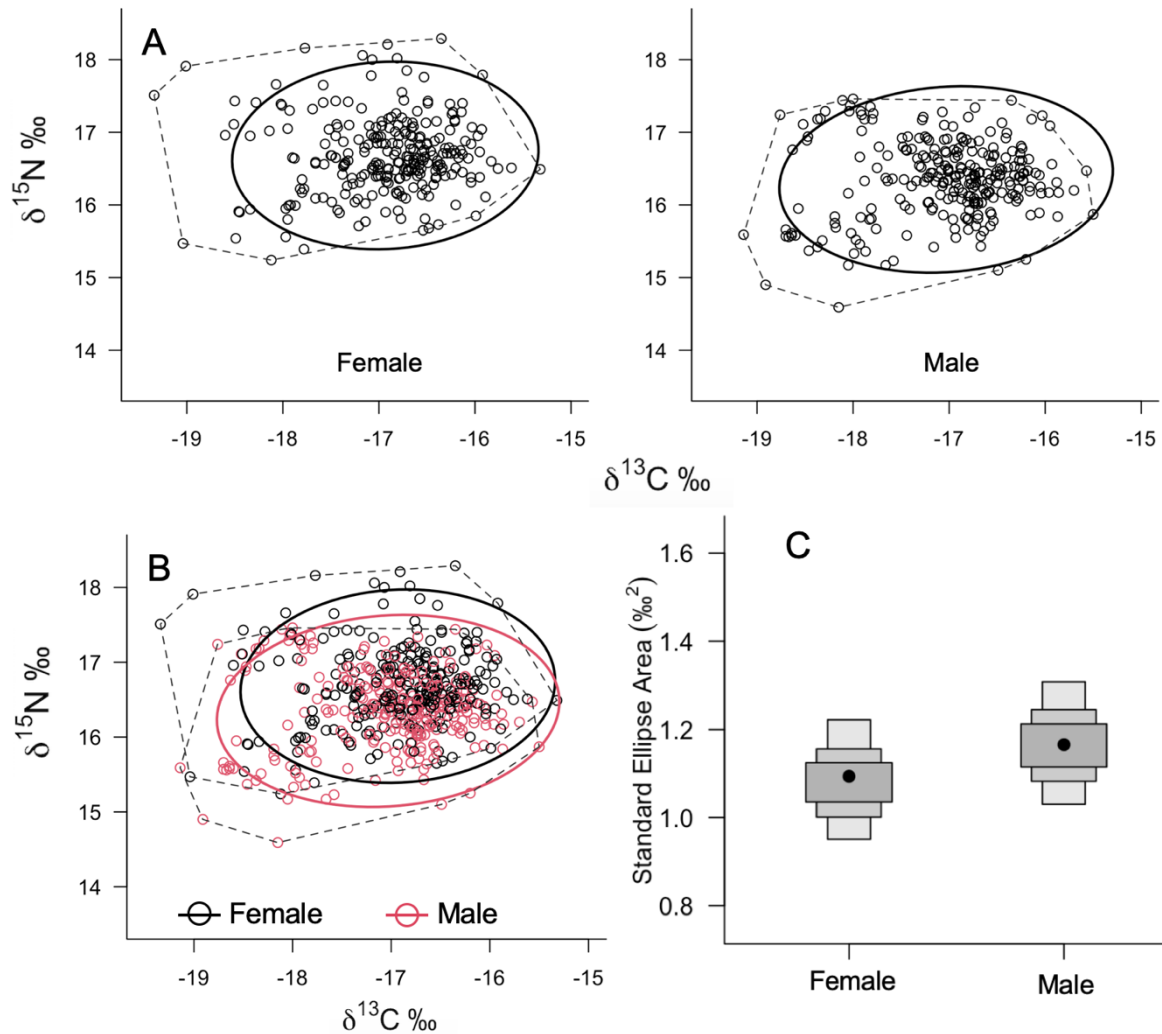 A
δ¹⁵N ‰
18
17
16
15
14
Female
-19 -18 -17 -16 -15
18
17
16
15
14
Male
-19 -18 -17 -16 -15
δ¹³C ‰
B
δ¹⁵N ‰
18
17
16
15
14
Female Male
-19 -18 -17 -16 -15
δ¹³C ‰
C
Standard Ellipse Area (‰²)
1.6
1.4
1.2
1.0
0.8
Female Male